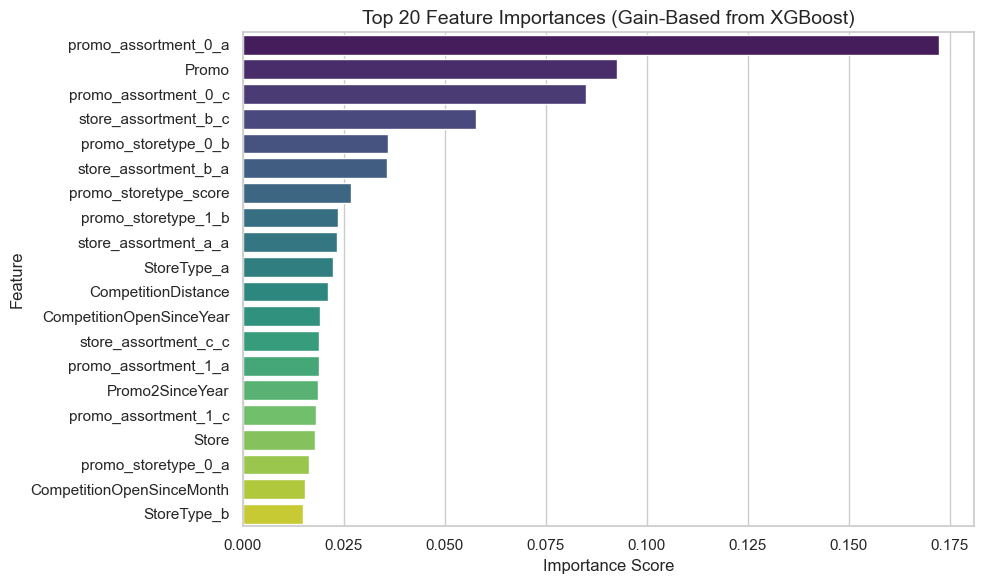 Top 20 Feature Importances (Gain-Based from XGBoost)
Feature
promo_assortment_0_a
Promo
promo_assortment_0_c
store_assortment_b_c
promo_storetype_0_b
store_assortment_b_a
promo_storetype_score
promo_storetype_1_b
store_assortment_a_a
StoreType_a
CompetitionDistance
CompetitionOpenSinceYear
store_assortment_c_c
promo_assortment_1_a
Promo2SinceYear
promo_assortment_1_c
Store
promo_storetype_0_a
CompetitionOpenSinceMonth
StoreType_b
0.000 0.025 0.050 0.075 0.100 0.125 0.150 0.175
Importance Score